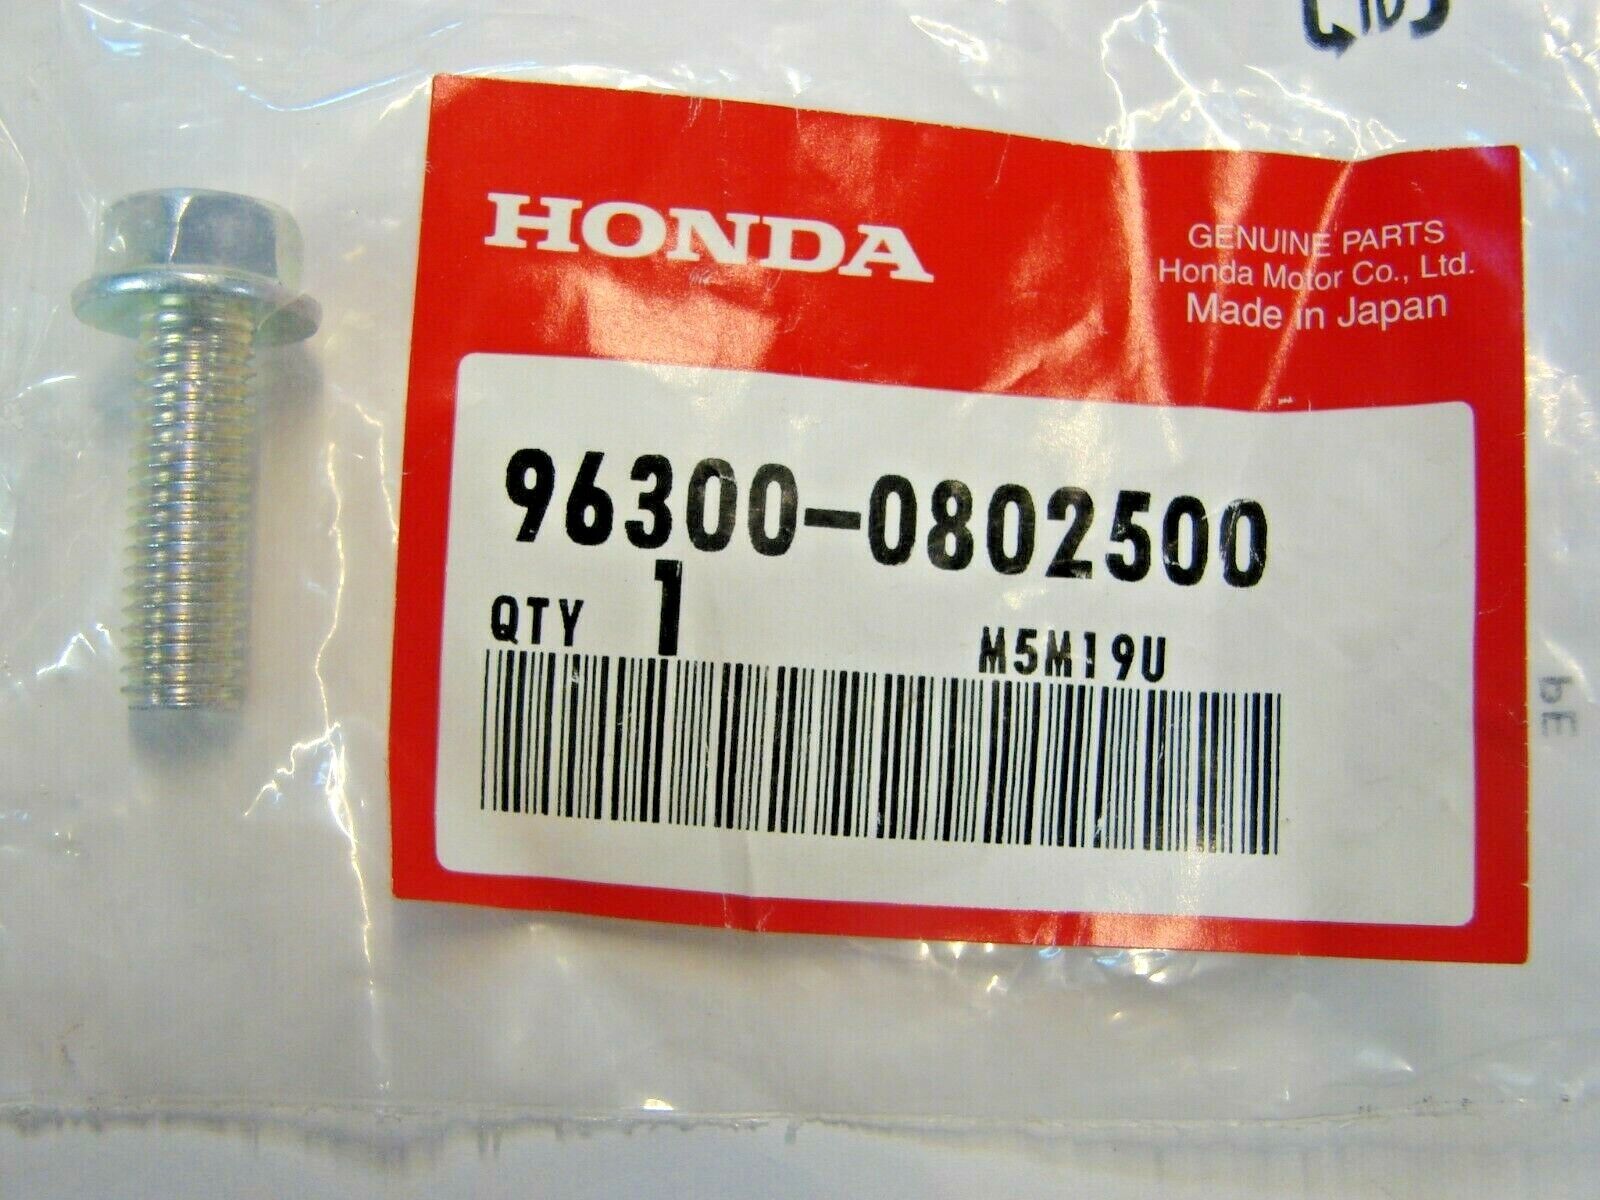 HONDA
GENUINE PARTS
Honda Motor Co., Ltd.
Made in Japan
96300-0802500
QTY 1
M5M19U